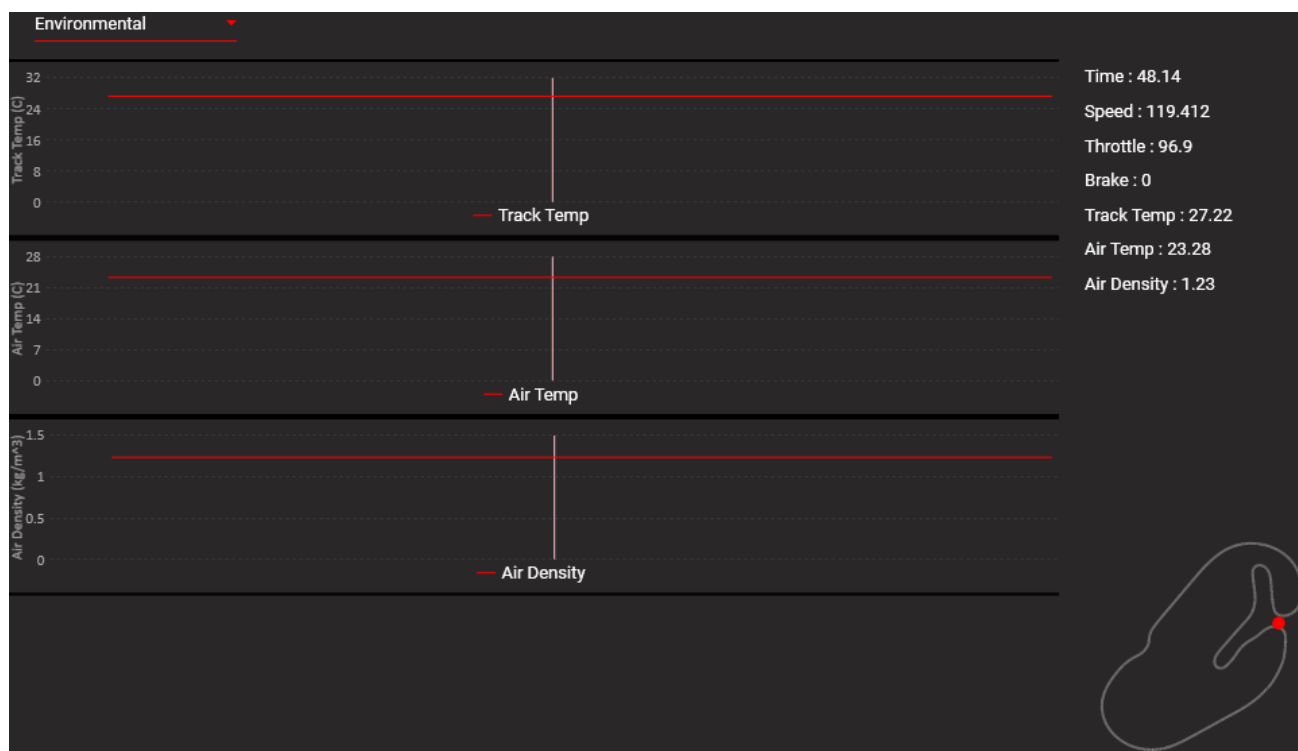 Environmental
32
24
16
8
0
Track Temp (C)
Track Temp
28
21
14
7
0
Air Temp (C)
Air Temp
1.5
1
0.5
0
Air Density (kg/m^3)
Air Density
Time : 48.14
Speed : 119.412
Throttle : 96.9
Brake : 0
Track Temp : 27.22
Air Temp : 23.28
Air Density : 1.23